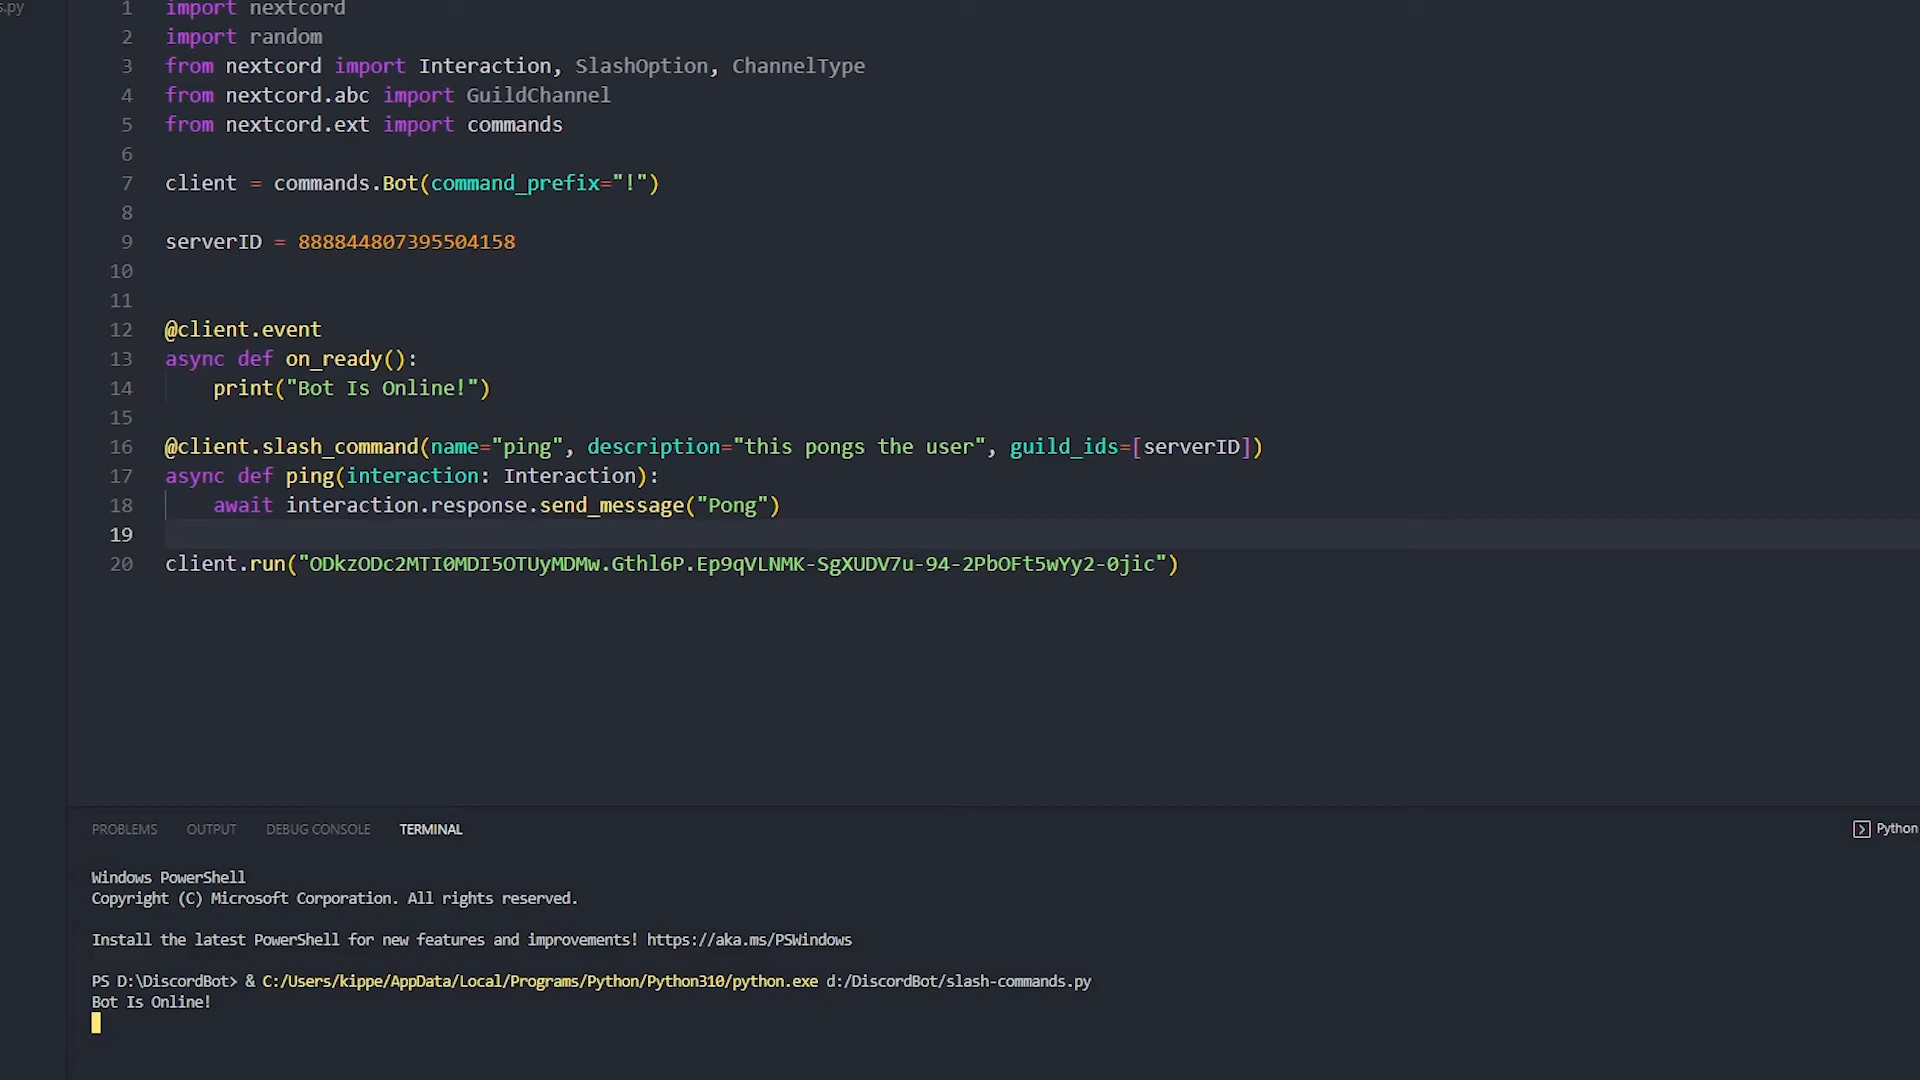 s.py
1 import nextcord
2 import random
3 from nextcord import Interaction, SlashOption, ChannelType
4 from nextcord.abc import GuildChannel
5 from nextcord.ext import commands
6
7 client = commands.Bot(command_prefix="!")
8
9 serverID = 888844807395504158
10
11
12 @client.event
13 async def on_ready():
14     print("Bot Is Online!")
15
16 @client.slash_command(name="ping", description="this pongs the user", guild_ids=[serverID])
17 async def ping(interaction: Interaction):
18     await interaction.response.send_message("Pong")
19
20 client.run("ODkzODc2MTI0MDI5OTUyMDMw.Gthl6P.Ep9qVLNMK-SgXUDV7u-94-2PbOFt5wYy2-0jic")
PROBLEMS OUTPUT DEBUG CONSOLE TERMINAL
Python
Windows PowerShell
Copyright (C) Microsoft Corporation. All rights reserved.
Install the latest PowerShell for new features and improvements! https://aka.ms/PSWindows
PS D:\DiscordBot> & C:/Users/kippe/AppData/Local/Programs/Python/Python310/python.exe d:/DiscordBot/slash-commands.py
Bot Is Online!